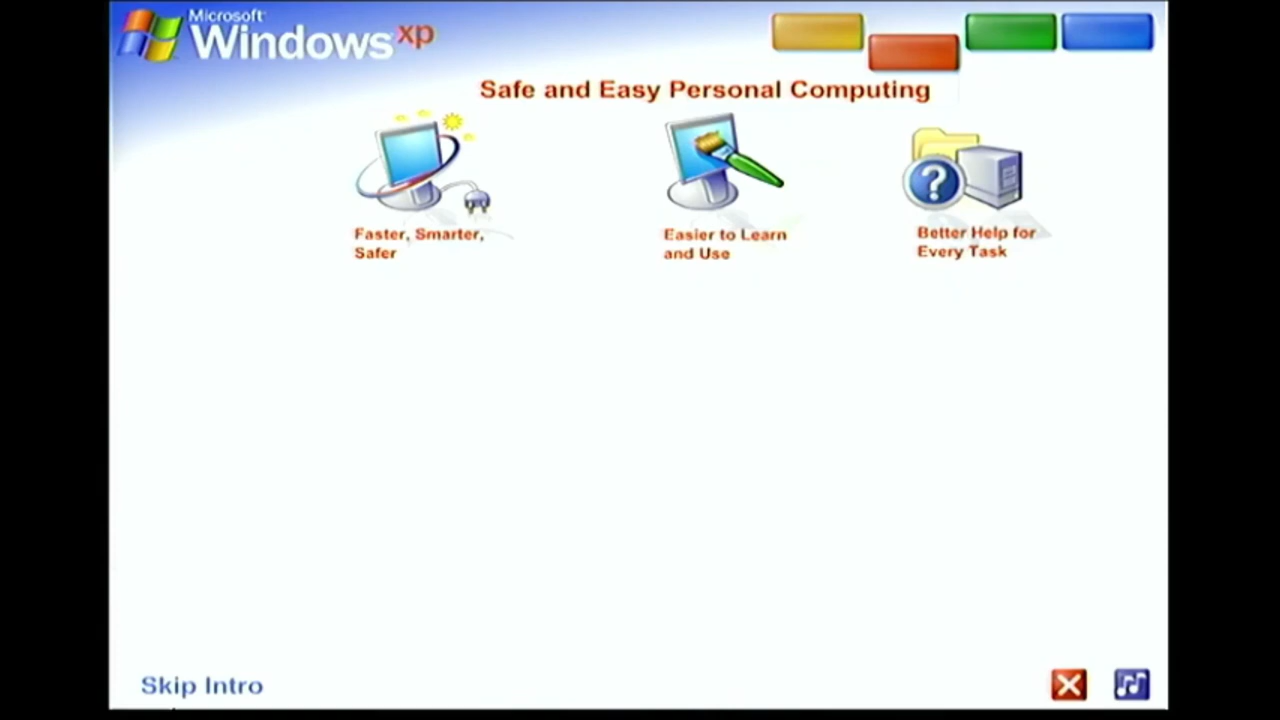 Microsoft
Windows xp
Safe and Easy Personal Computing
Faster, Smarter,
Safer
Easier to Learn
and Use
Better Help for
Every Task
Skip Intro